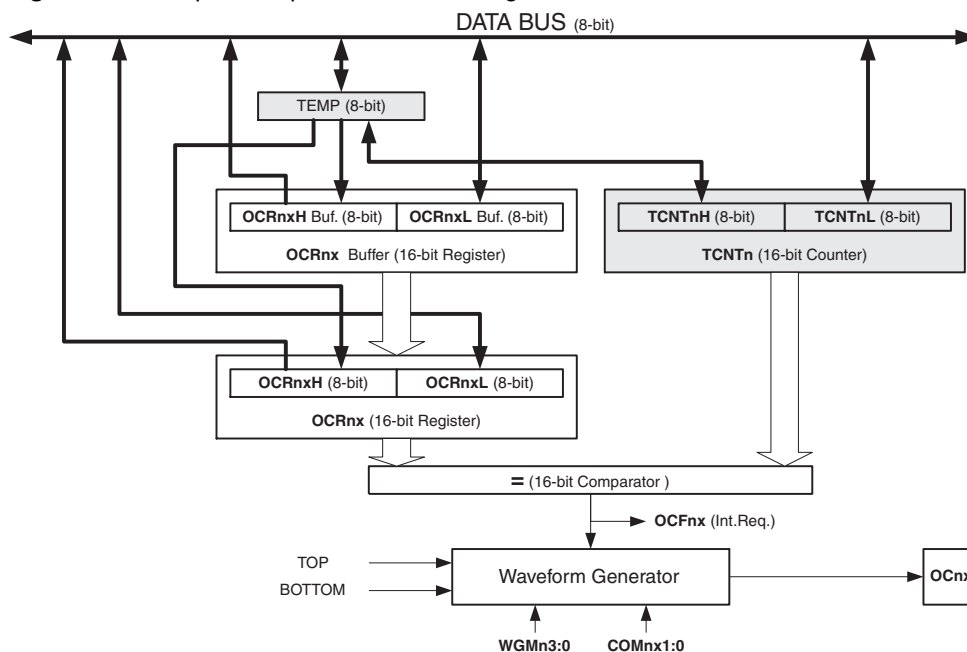 DATA BUS (8-bit)
TEMP (8-bit)
OCRnxH Buf. (8-bit) OCRnxL Buf. (8-bit)
OCRnx Buffer (16-bit Register)
TCNTnH (8-bit) TCNTnL (8-bit)
TCNTn (16-bit Counter)
OCRnxH (8-bit) OCRnxL (8-bit)
OCRnx (16-bit Register)
= (16-bit Comparator )
OCFnx (Int.Req.)
TOP
BOTTOM
Waveform Generator
OCnx
WGMn3:0 COMnx1:0